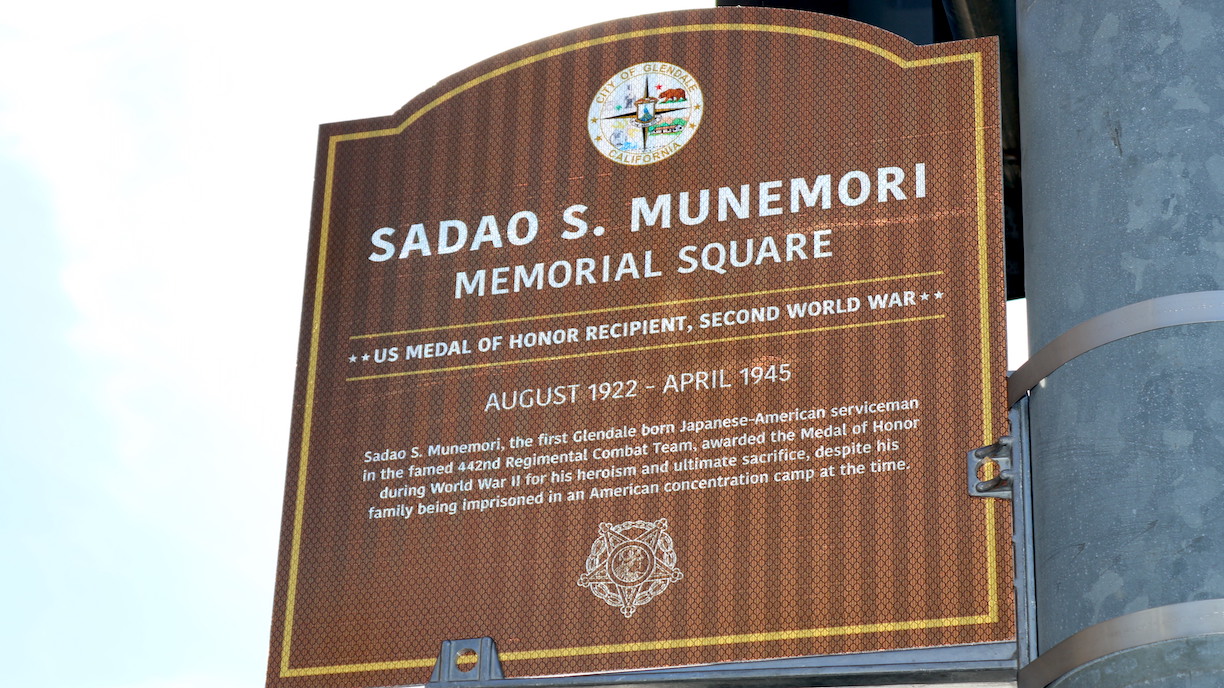 CITY OF GLENDALE
CALIFORNIA
SADAO S. MUNEMORI
MEMORIAL SQUARE
★★US MEDAL OF HONOR RECIPIENT, SECOND WORLD WAR★★
AUGUST 1922 - APRIL 1945
Sadao S. Munemori, the first Glendale born Japanese-American serviceman
in the famed 442nd Regimental Combat Team, awarded the Medal of Honor
during World War II for his heroism and ultimate sacrifice, despite his
family being imprisoned in an American concentration camp at the time.